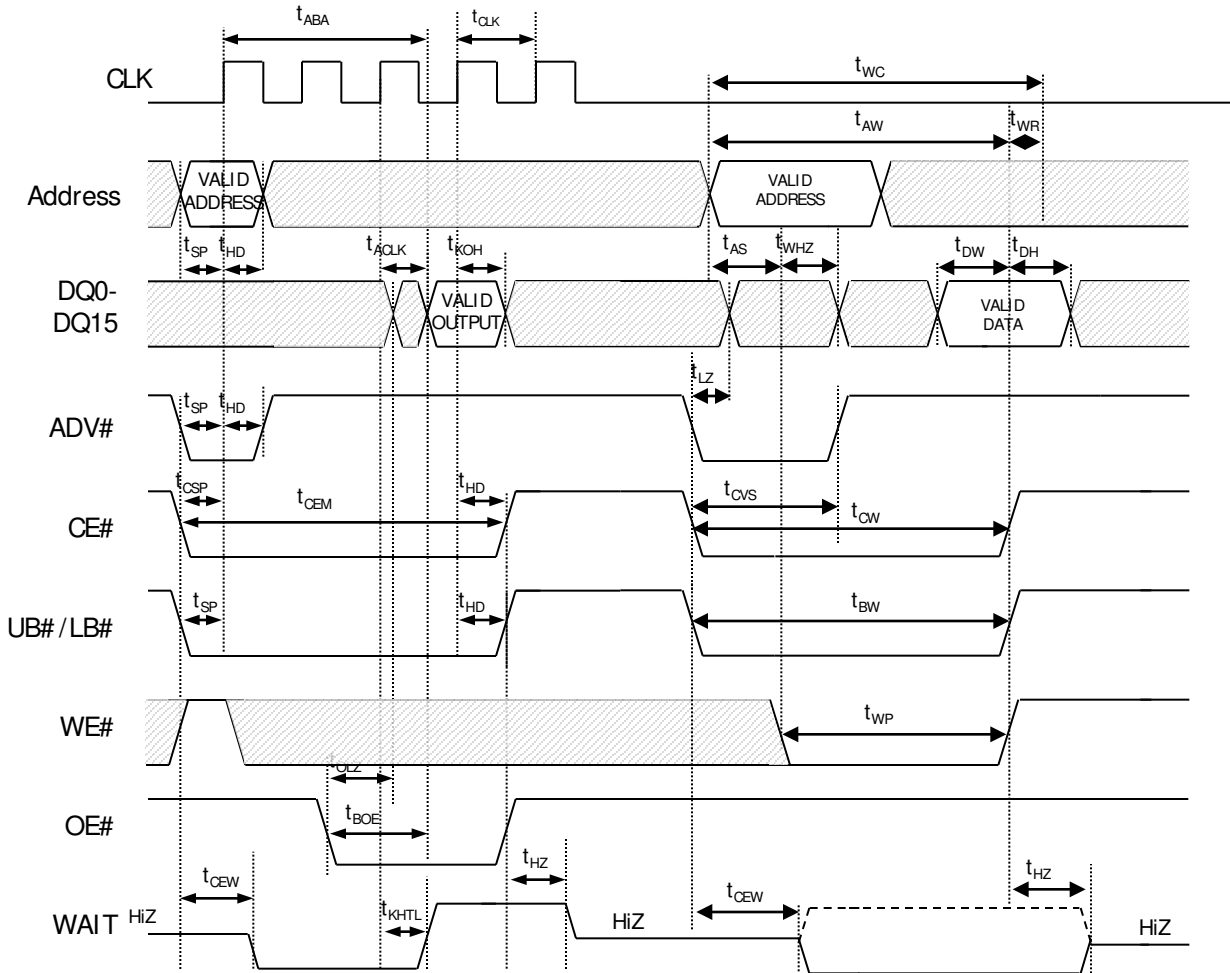 tABA
tCLK
CLK
tWC
tAW
tWR
Address
VALID
ADDRESS
VALID
ADDRESS
tSP
tHD
tACLK
tKOH
tAS
tWHZ
tDW
tDH
DQ0-
DQ15
VALID
OUTPUT
VALID
DATA
tLZ
ADV#
tSP
tHD
tCSP
tCEM
tHD
tCVS
tCW
CE#
UB# / LB#
tSP
tHD
tBW
WE#
tWP
tOLZ
OE#
tBOE
tHZ
tHZ
tCEW
tCEW
WAIT
HiZ
tKHTL
HiZ
HiZ